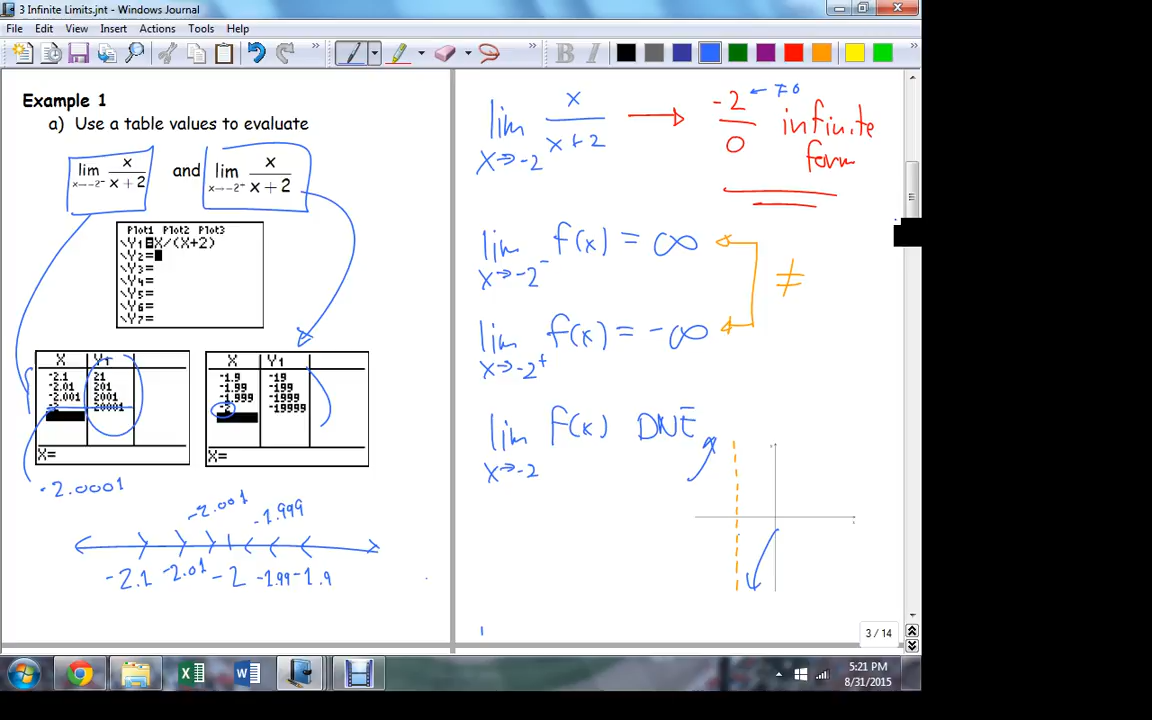 3 Infinite Limits.jnt - Windows Journal
File Edit View Insert Actions Tools Help
Example 1
a) Use a table values to evaluate
lim x→-2⁻ x/(x + 2) and lim x→-2⁻ x/(x + 2)
Plot1 Plot2 Plot3
\Y1=X/(X+2)
\Y2=
\Y3=
\Y4=
\Y5=
\Y6=
\Y7=
X Y1
-2.1 21
-2.01 201
-2.001 2001
-2 20001
X=
X Y1
-1.9 -19
-1.99 -199
-1.999 -1999
-2 -19999
X=
-2.0001
-2.001
-1.999
-2.1 -2.01 -2 -1.99 -1.9
lim x→-2 x/(x+2) → -2/0 ← ≠0 infinite
form
lim x→-2⁻ f(x) = ∞
≠
lim x→-2⁺ f(x) = -∞
lim x→-2 f(x) DNE
3 / 14
5:21 PM
8/31/2015